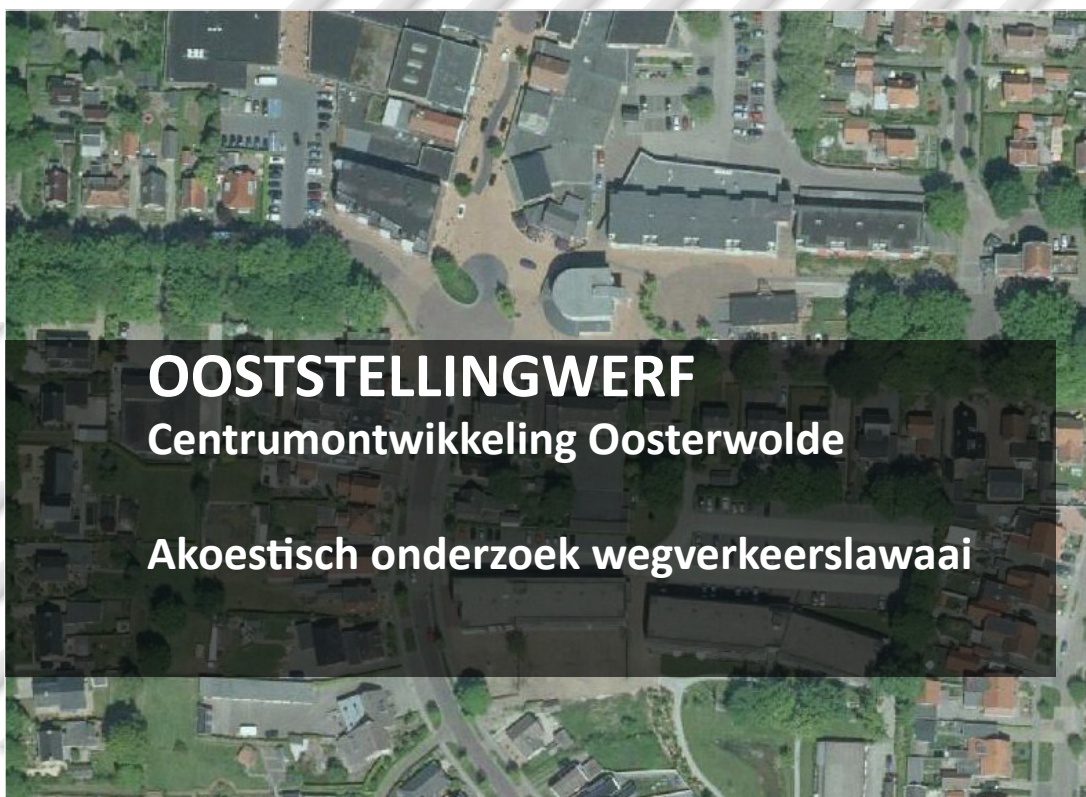 OOSTSTELLINGWERF
Centrumontwikkeling Oosterwolde
Akoestisch onderzoek wegverkeerslawaai